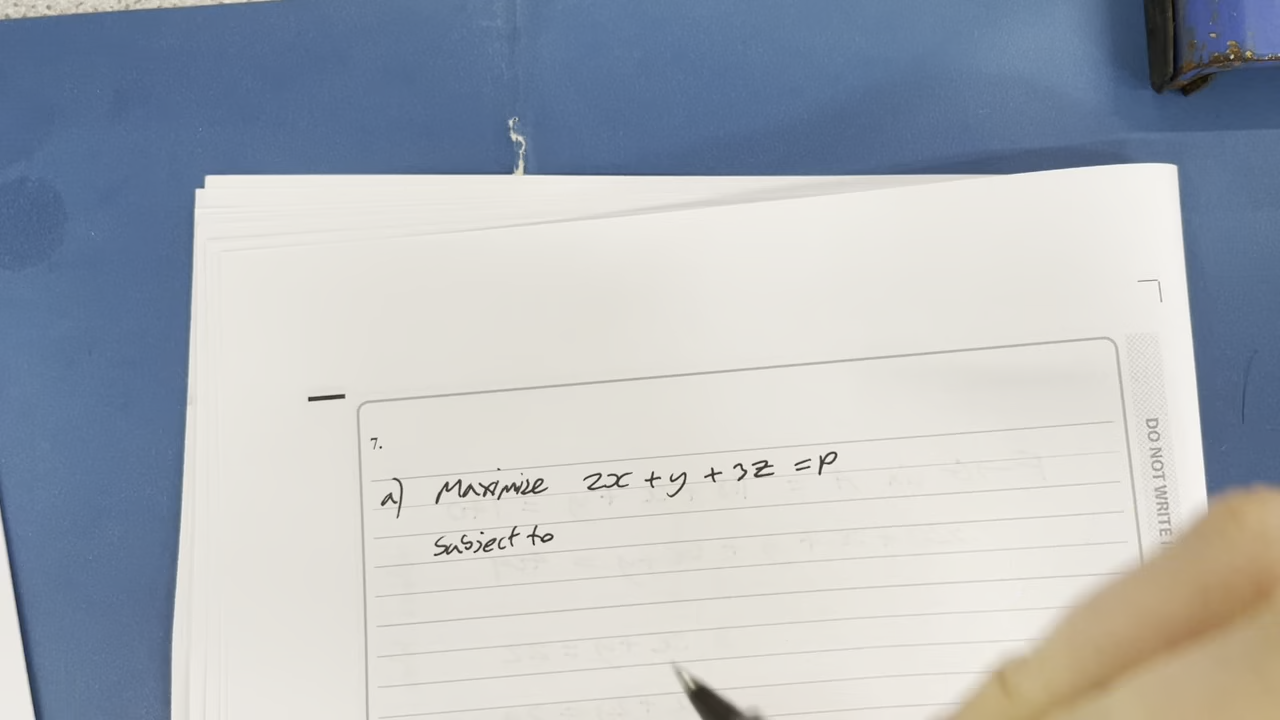 7.
a) Maximize 2x + y + 3z = P
subject to
DO NOT WRITE I